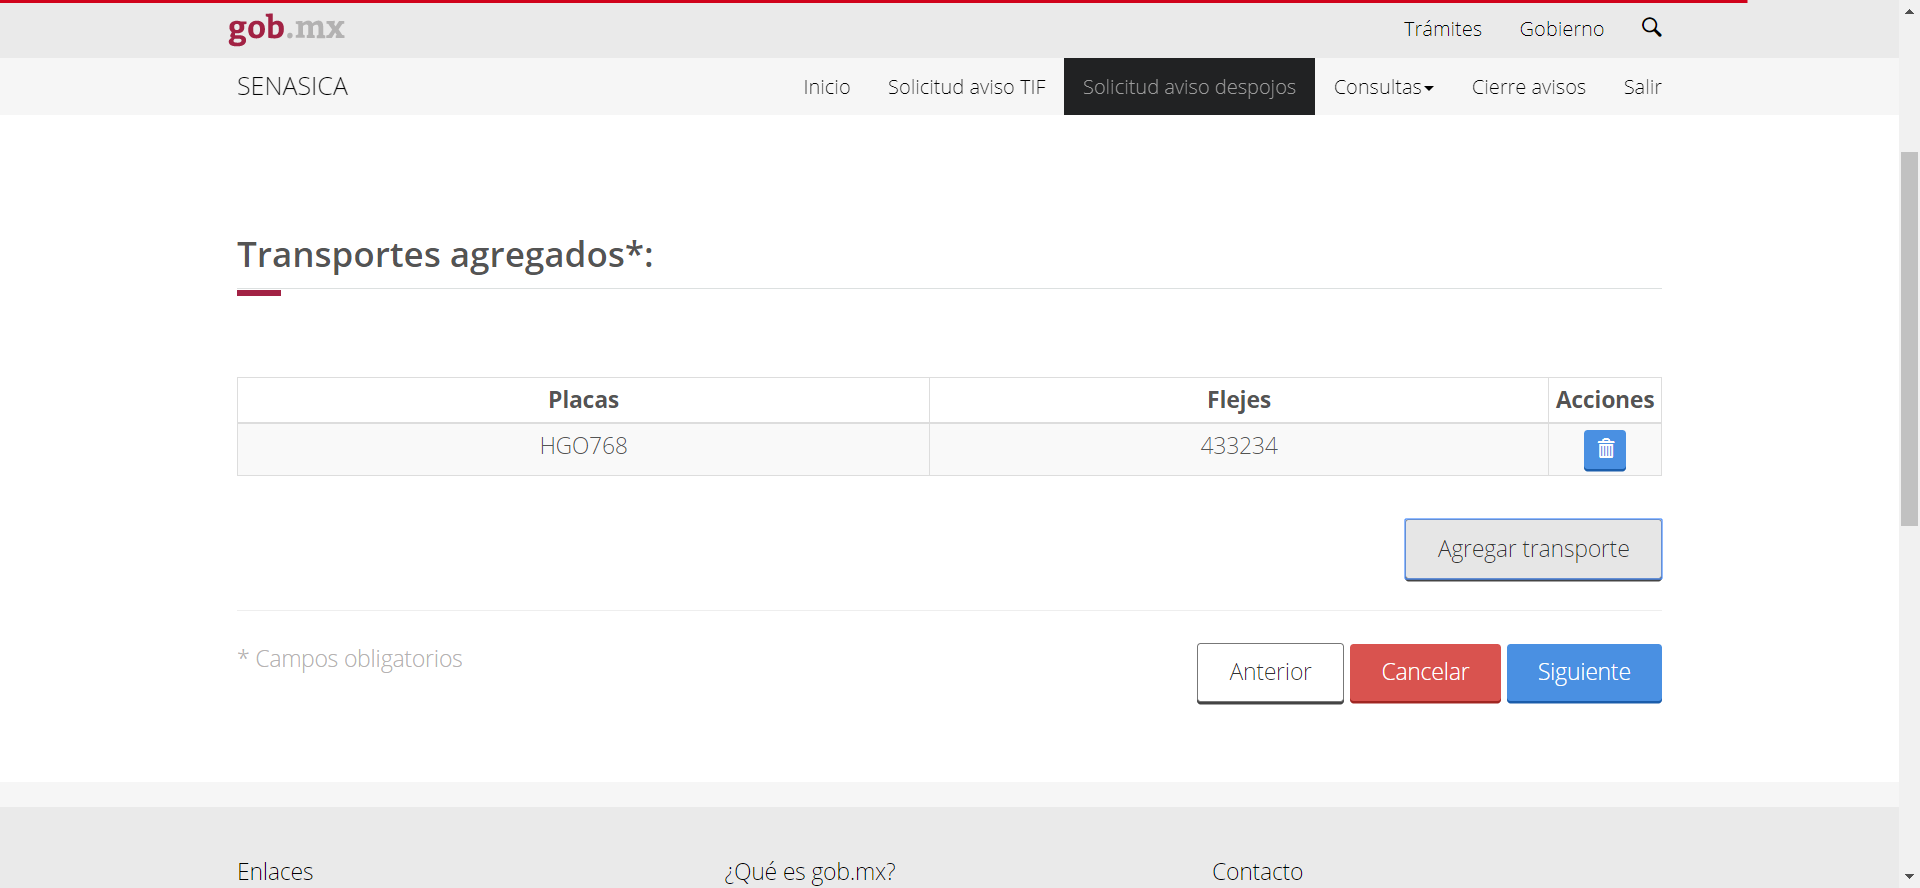 gob.mx Trámites Gobierno
SENASICA Inicio Solicitud aviso TIF Solicitud aviso despojos Consultas Cierre avisos Salir
Transportes agregados*:
Placas Flejes Acciones
HGO768 433234
Agregar transporte
* Campos obligatorios Anterior Cancelar Siguiente
Enlaces ¿Qué es gob.mx? Contacto